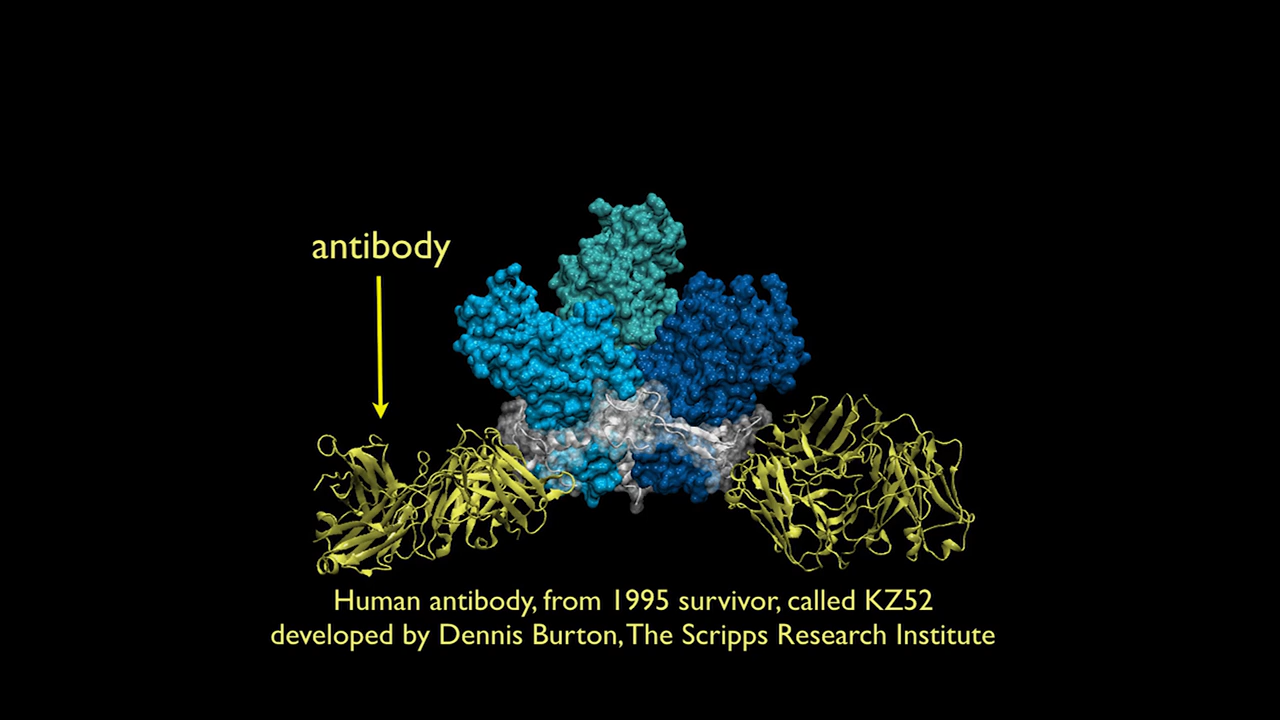 antibody
Human antibody, from 1995 survivor, called KZ52
developed by Dennis Burton, The Scripps Research Institute